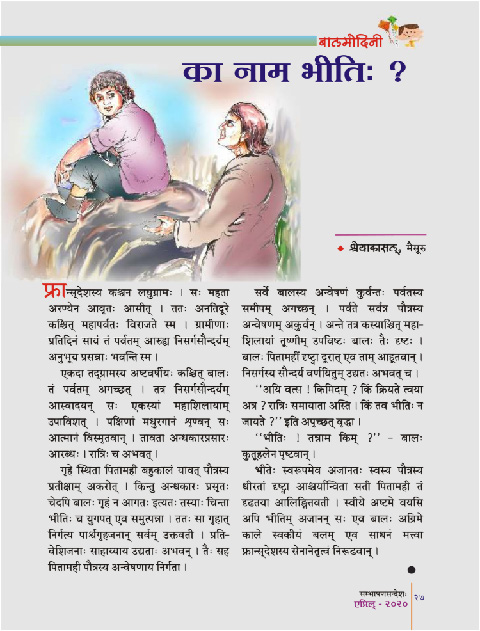 बालमोदिनी
का नाम भीतिः ?
श्रेयाकासल्, मैसूरु
फ्रान्सदेशस्य कश्चन लघुग्रामः । सः महता
अरण्येन आवृतः आसीत् । ततः अनतिदूरे
कश्चित् महापर्वतः विराजते स्म । ग्रामीणाः
प्रतिदिनं सायं तं पर्वतम् आरुह्य निसर्गसौन्दर्यम्
अनुभूय प्रसन्नाः भवन्ति स्म ।
एकदा तद्ग्रामस्य अष्टवर्षीयः कश्चित् बालः
तं पर्वतम् अगच्छत् । तत्र निसर्गसौन्दर्यम्
आस्वादयन् सः एकस्यां महाशिलायाम्
उपाविशत् । पक्षिणां मधुरगानं शृण्वन् सः
आत्मानं विस्मृतवान् । तावता अन्धकारप्रसारः
आरब्धः । रात्रिः च अभवत् ।
गृहे स्थिता पितामही बहुकालं यावत् पौत्रस्य
प्रतीक्षाम् अकरोत् । किन्तु अन्धकारः प्रसृतः
चेदपि बालः गृहं न आगतः इत्यतः तस्याः चिन्ता
भीतिः च युगपत् एव समुत्पन्ना । ततः सा गृहात्
निर्गत्य पार्श्वगृहजनान् सर्वम् उक्तवती । प्रति-
वेशिजनाः साहाय्याय उद्यताः अभवन् । तैः सह
पितामही पौत्रस्य अन्वेषणाय निर्गता ।
सर्वे बालस्य अन्वेषणं कुर्वन्तः पर्वतस्य
समीपम् अगच्छन् । पर्वते सर्वत्र पौत्रस्य
अन्वेषणम् अकुर्वन् । अन्ते तत्र कस्याञ्चित् महा-
शिलायां तूष्णीम् उपविष्टः बालः तैः दृष्टः ।
बालः पितामहीं दृष्ट्वा दूरात् एव ताम् आहूतवान् ।
निसर्गस्य सौन्दर्यं वर्णयितुम् उद्यतः अभवत् च ।
''अयि वत्स ! किमिदम् ? किं क्रियते त्वया
अत्र ? रात्रिः समायाता अस्ति । किं तव भीतिः न
जायते ?'' इति अपृच्छत् वृद्धा ।
''भीतिः ! तन्नाम किम् ?'' - बालः
कुतूहलेन पृष्टवान् ।
भीतेः स्वरूपमेव अजानतः स्वस्य पौत्रस्य
धीरतां दृष्ट्वा आश्चर्यान्विता सती पितामही तं
दृढतया आलिङ्गितवती । स्वीये अष्टमे वयसि
अपि भीतिम् अजानन् सः एव बालः अग्रिमे
काले स्वकीयं बलम् एव साधनं मत्त्वा
फ्रान्सदेशस्य सेनानेतृत्वं निरूढवान् ।
सम्भाषणसन्देशः
एप्रिल् - २०२०
२७